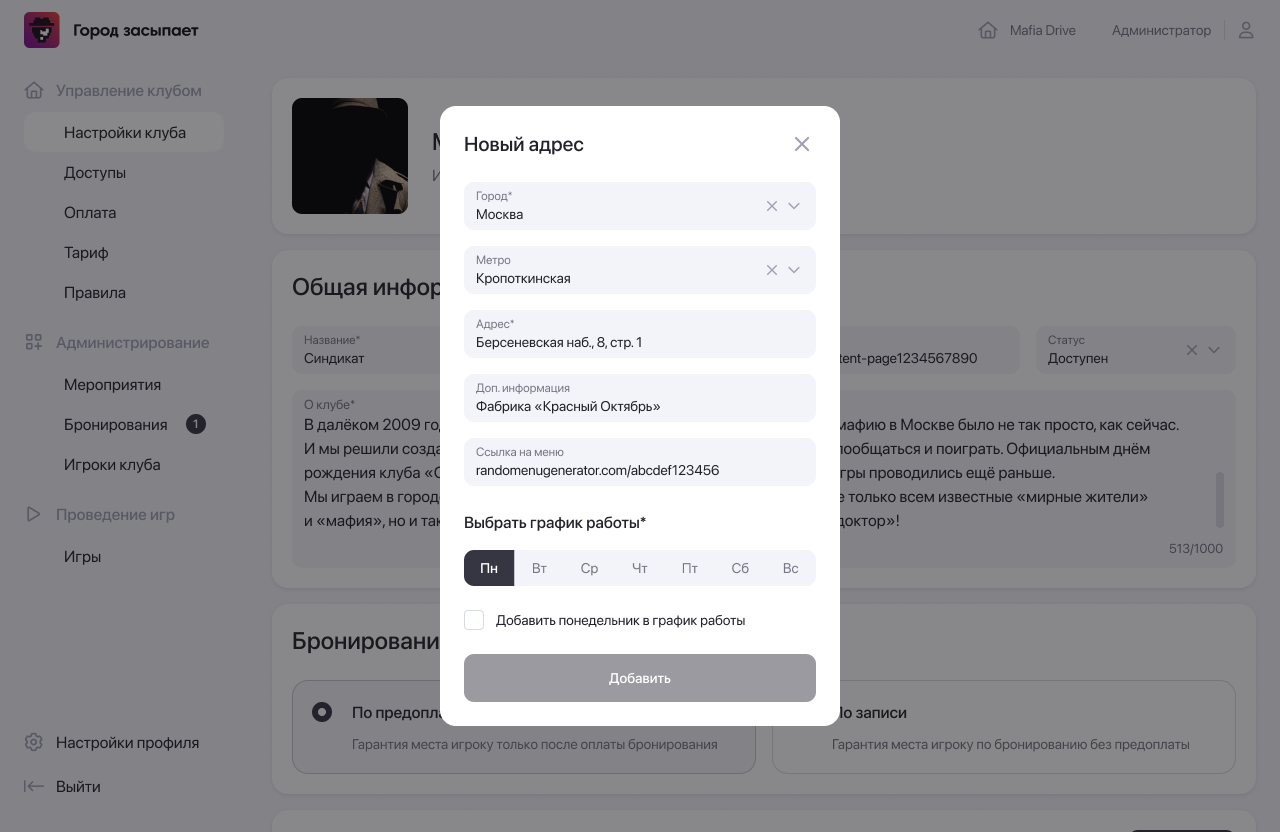 Город засыпает
Mafia Drive
Администратор
Управление клубом
Настройки клуба
Доступы
Оплата
Тариф
Правила
Администрирование
Мероприятия
Бронирования 1
Игроки клуба
Проведение игр
Игры
Настройки профиля
Выйти
Общая инфор
Название*
Синдикат
tent-page1234567890
Статус
Доступен
О клубе*
В далёком 2009 го
мафию в Москве было не так просто, как сейчас.
И мы решили созда
пообщаться и поиграть. Официальным днём
рождения клуба «С
гры проводились ещё раньше.
Мы играем в город
е только всем известные «мирные жители»
и «мафия», но и так
доктор»!
513/1000
Бронировани
По предопла
Гарантия места игроку только после оплаты бронирования
По записи
Гарантия места игроку по бронированию без предоплаты
Новый адрес
Город*
Москва
Метро
Кропоткинская
Адрес*
Берсеневская наб., 8, стр. 1
Доп. информация
Фабрика «Красный Октябрь»
Ссылка на меню
randomenugenerator.com/abcdef123456
Выбрать график работы*
Пн Вт Ср Чт Пт Сб Вс
Добавить понедельник в график работы
Добавить